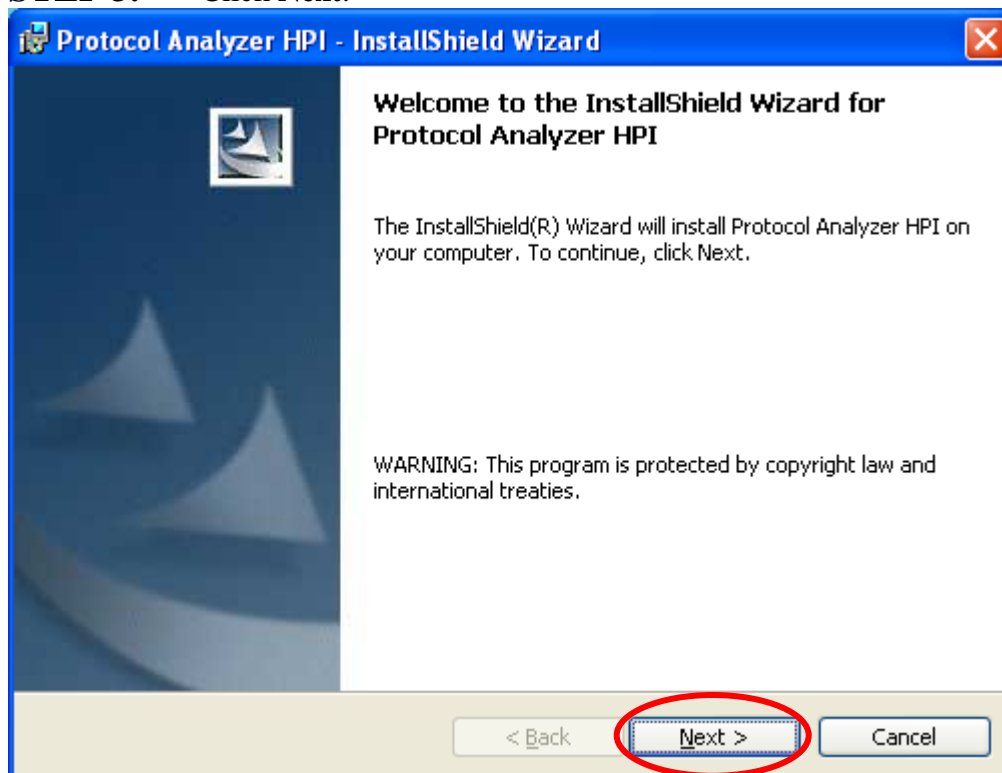 Protocol Analyzer HPI - InstallShield Wizard
Welcome to the InstallShield Wizard for
Protocol Analyzer HPI
The InstallShield(R) Wizard will install Protocol Analyzer HPI on
your computer. To continue, click Next.
WARNING: This program is protected by copyright law and
international treaties.
< Back
Next >
Cancel